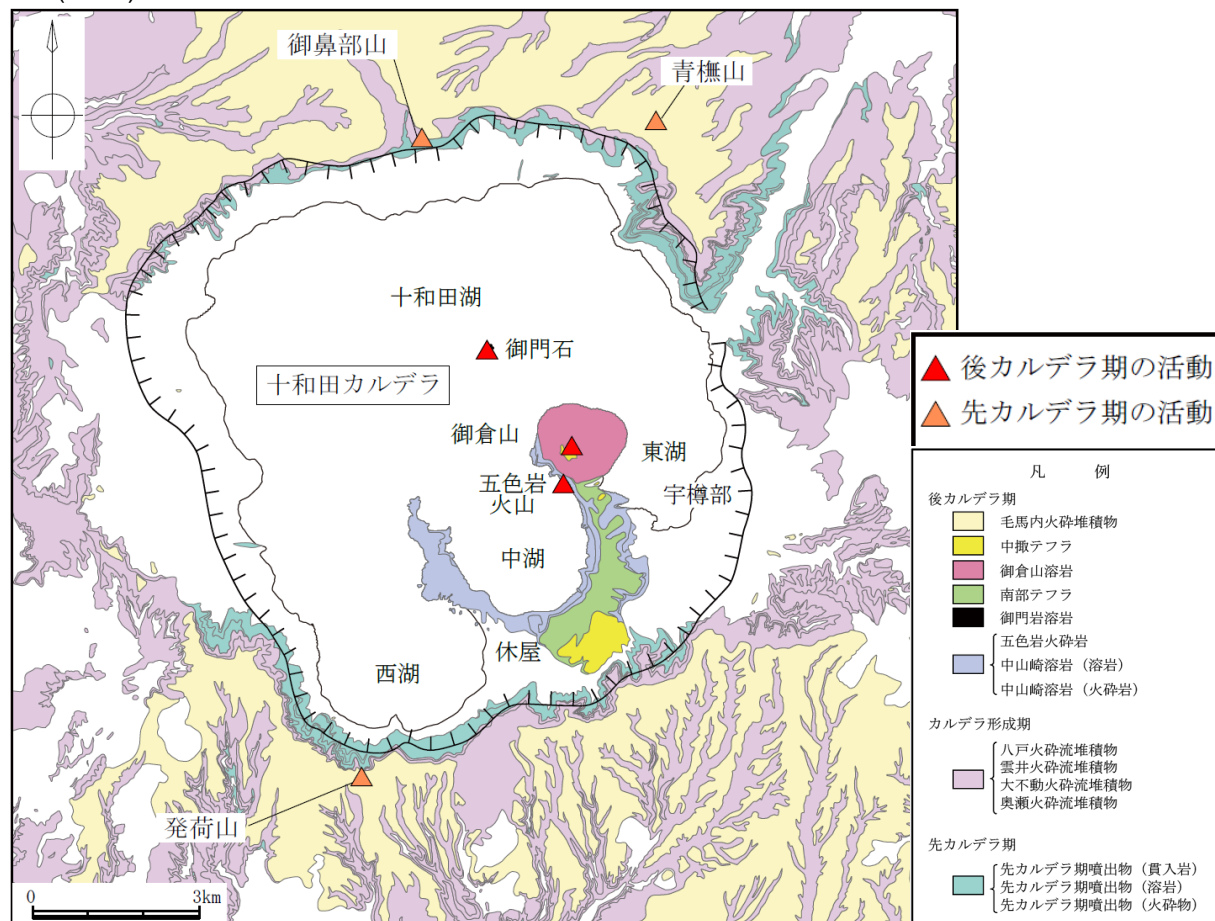 御鼻部山
青橅山
十和田湖
御門石
十和田カルデラ
御倉山
東湖
五色岩
火山
宇樽部
中湖
休屋
西湖
発荷山
0 3km
後カルデラ期の活動
先カルデラ期の活動
凡 例
後カルデラ期
毛馬内火砕堆積物
中掫テフラ
御倉山溶岩
南部テフラ
御門岩溶岩
五色岩火砕岩
中山崎溶岩（溶岩）
中山崎溶岩（火砕岩）
カルデラ形成期
八戸火砕流堆積物
雲井火砕流堆積物
大不動火砕流堆積物
奥瀬火砕流堆積物
先カルデラ期
先カルデラ期噴出物（貫入岩）
先カルデラ期噴出物（溶岩）
先カルデラ期噴出物（火砕物）